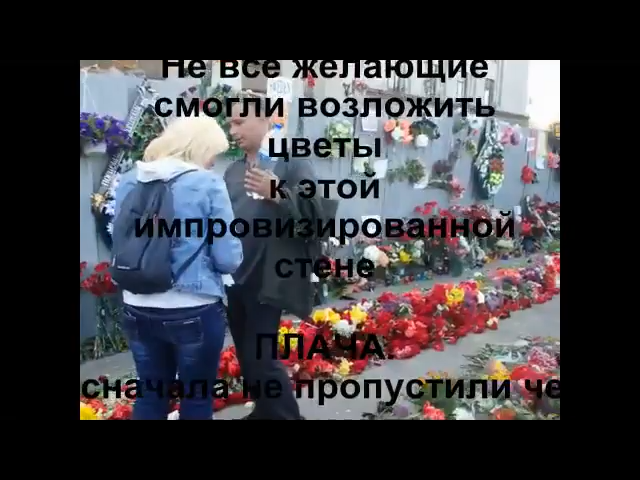 Не все желающие
смогли возложить
цветы
к этой
импровизированной
стене
ПЛАЧА.
сначала не пропустили че